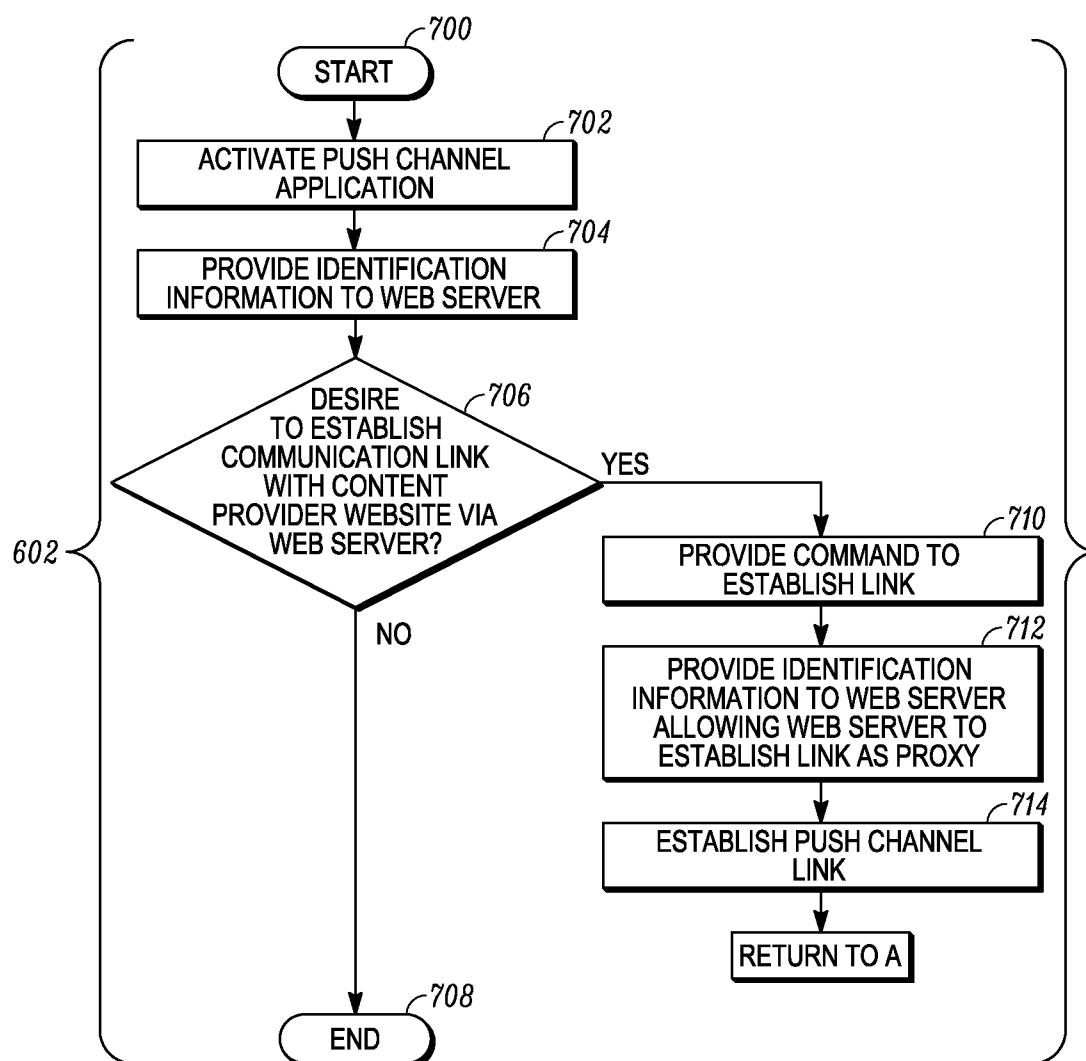 700
START
702
ACTIVATE PUSH CHANNEL
APPLICATION
704
PROVIDE IDENTIFICATION
INFORMATION TO WEB SERVER
706
DESIRE
TO ESTABLISH
COMMUNICATION LINK
WITH CONTENT
PROVIDER WEBSITE VIA
WEB SERVER?
YES
602
NO
710
PROVIDE COMMAND TO
ESTABLISH LINK
712
PROVIDE IDENTIFICATION
INFORMATION TO WEB SERVER
ALLOWING WEB SERVER TO
ESTABLISH LINK AS PROXY
714
ESTABLISH PUSH CHANNEL
LINK
RETURN TO A
708
END